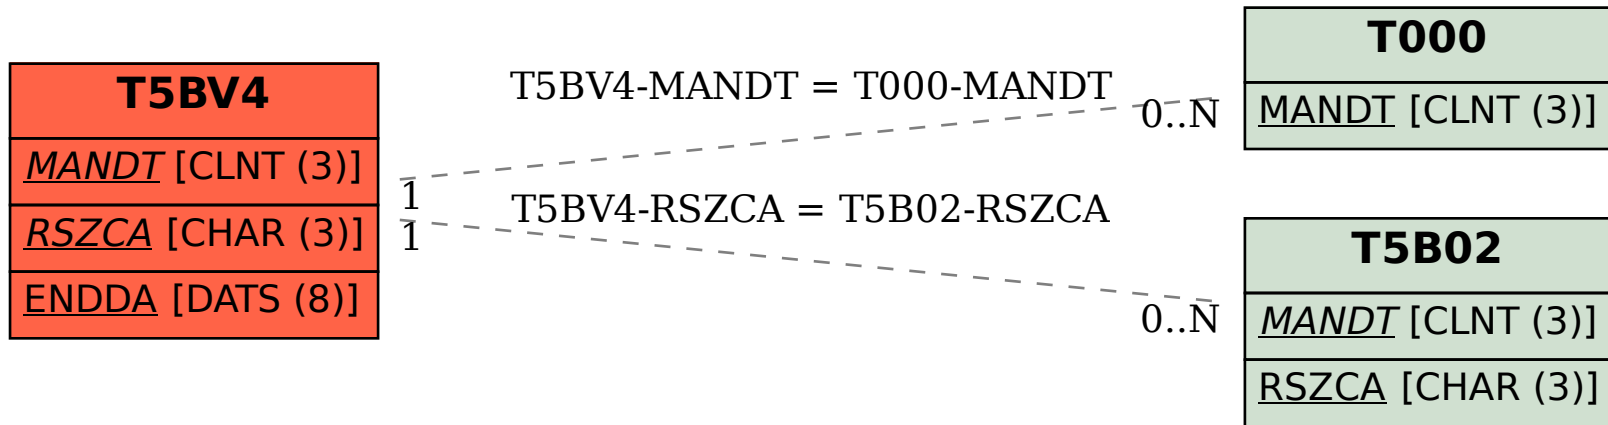 T5BV4
MANDT [CLNT (3)]
RSZCA [CHAR (3)]
ENDDA [DATS (8)]
T5BV4-MANDT = T000-MANDT
1
0..N
T5BV4-RSZCA = T5B02-RSZCA
1
0..N
T000
MANDT [CLNT (3)]
T5B02
MANDT [CLNT (3)]
RSZCA [CHAR (3)]